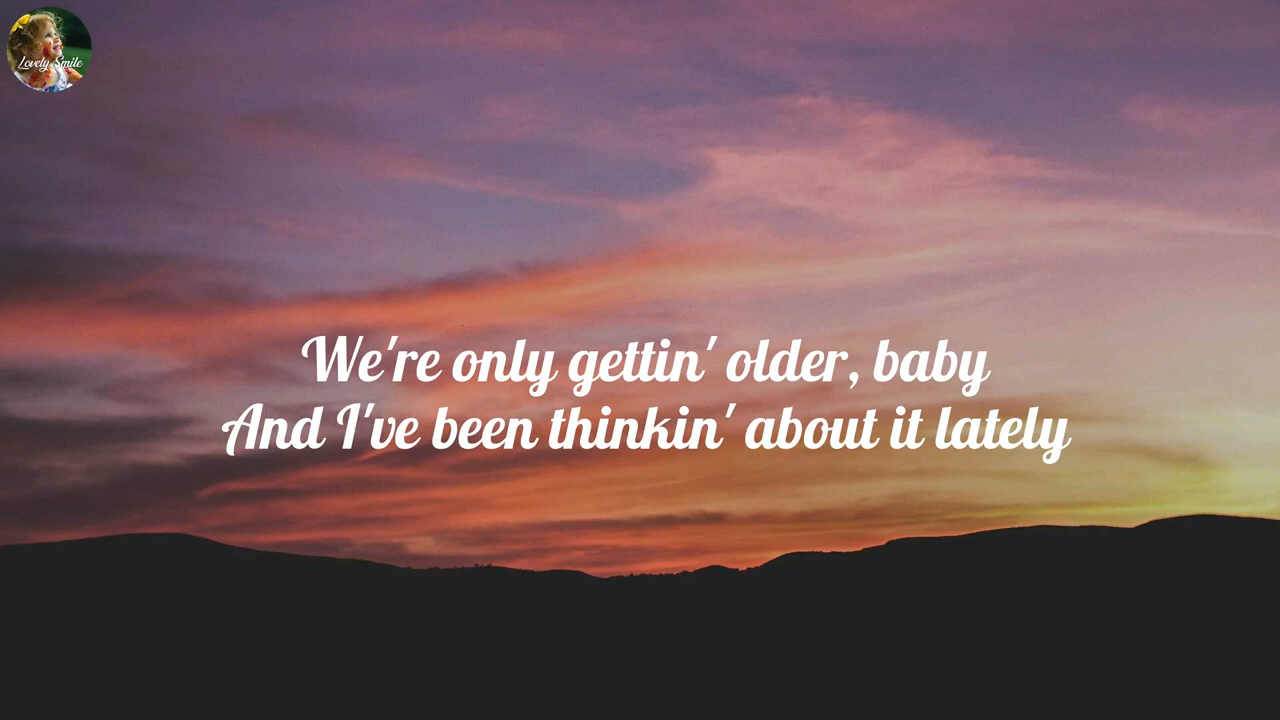 Lovely Smile
We're only gettin' older, baby
And I've been thinkin' about it lately